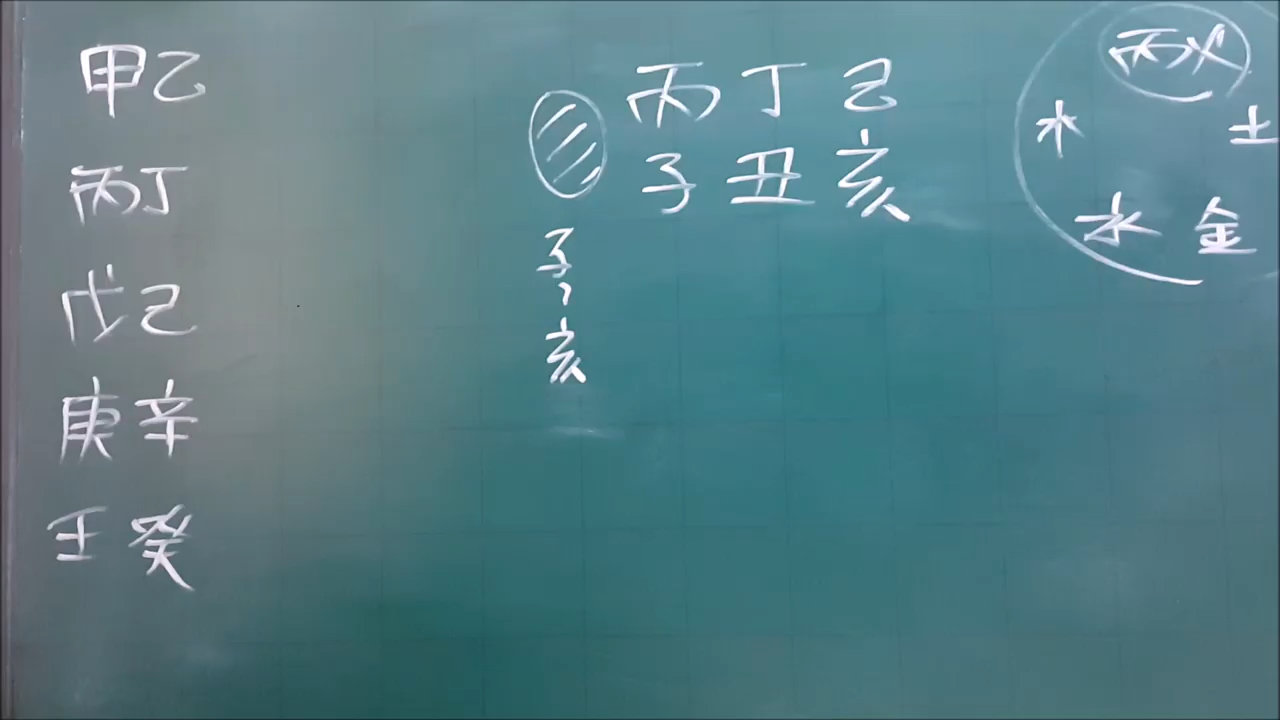 甲乙
丙丁
戊己
庚辛
壬癸
丙丁己
子丑亥
子,
亥
丙火
木 土
水 金